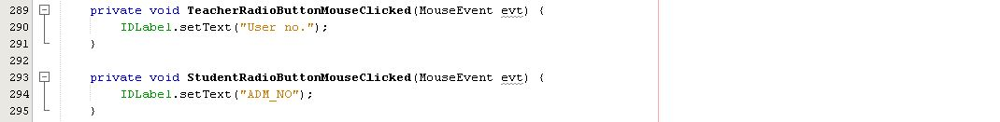 289 private void TeacherRadioButtonMouseClicked(MouseEvent evt) {
290 IDLabel.setText("User no.");
291 }
292
293 private void StudentRadioButtonMouseClicked(MouseEvent evt) {
294 IDLabel.setText("ADM_NO");
295 }